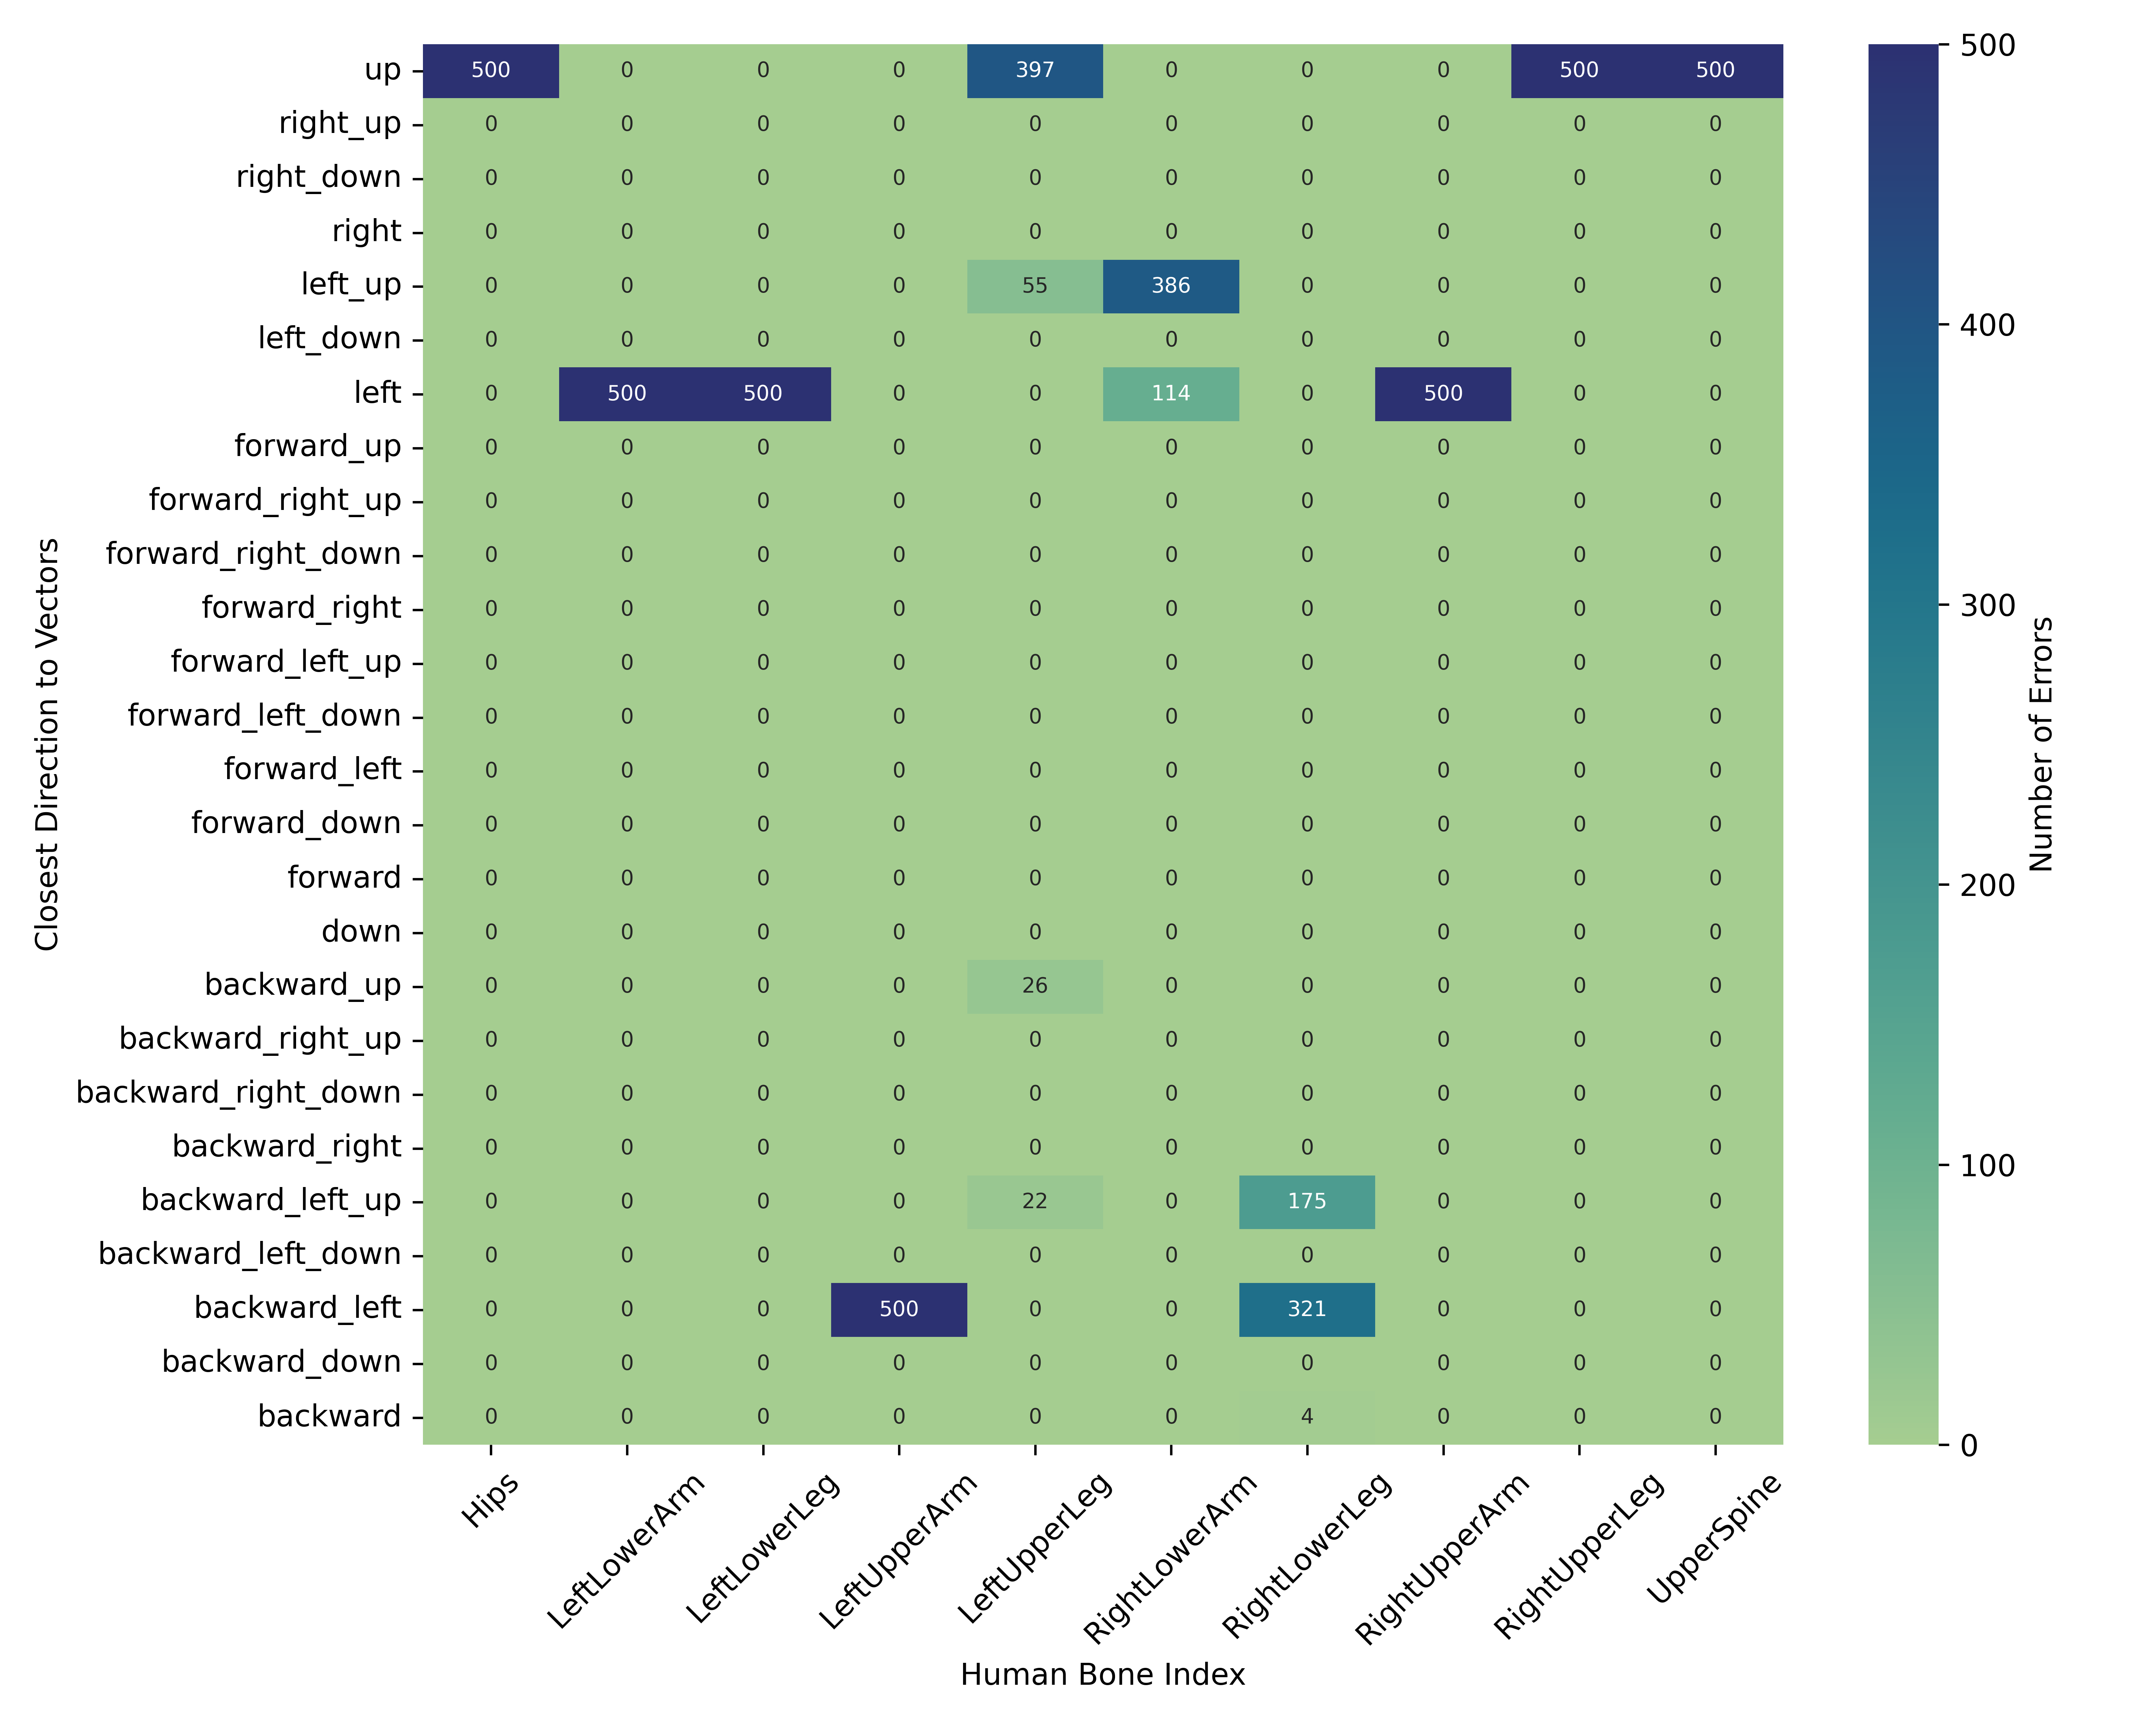 up 500 0 0 0 397 0 0 0 500 500
right_up 0 0 0 0 0 0 0 0 0 0
right_down 0 0 0 0 0 0 0 0 0 0
right 0 0 0 0 0 0 0 0 0 0
left_up 0 0 0 0 55 386 0 0 0 0
left_down 0 0 0 0 0 0 0 0 0 0
left 0 500 500 0 0 114 0 500 0 0
forward_up 0 0 0 0 0 0 0 0 0 0
forward_right_up 0 0 0 0 0 0 0 0 0 0
forward_right_down 0 0 0 0 0 0 0 0 0 0
forward_right 0 0 0 0 0 0 0 0 0 0
forward_left_up 0 0 0 0 0 0 0 0 0 0
forward_left_down 0 0 0 0 0 0 0 0 0 0
forward_left 0 0 0 0 0 0 0 0 0 0
forward_down 0 0 0 0 0 0 0 0 0 0
forward 0 0 0 0 0 0 0 0 0 0
down 0 0 0 0 0 0 0 0 0 0
backward_up 0 0 0 0 26 0 0 0 0 0
backward_right_up 0 0 0 0 0 0 0 0 0 0
backward_right_down 0 0 0 0 0 0 0 0 0 0
backward_right 0 0 0 0 0 0 0 0 0 0
backward_left_up 0 0 0 0 22 0 175 0 0 0
backward_left_down 0 0 0 0 0 0 0 0 0 0
backward_left 0 0 0 500 0 0 321 0 0 0
backward_down 0 0 0 0 0 0 0 0 0 0
backward 0 0 0 0 0 0 4 0 0 0
Hips LeftLowerArm LeftLowerLeg LeftUpperArm LeftUpperLeg RightLowerArm RightLowerLeg RightUpperArm RightUpperLeg UpperSpine
Human Bone Index
Closest Direction to Vectors
500
400
300
200
100
0
Number of Errors